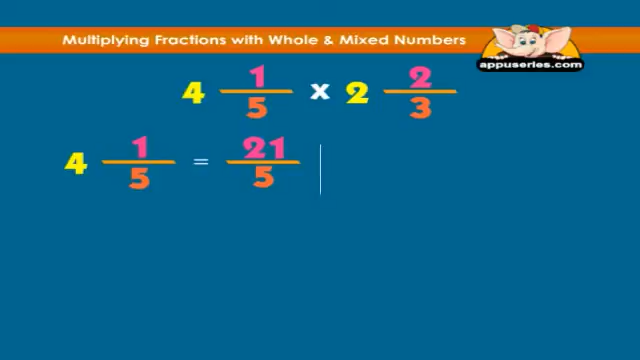 Multiplying Fractions with Whole & Mixed Numbers
appuseries.com
4 1/5 x 2 2/3
4 1/5 = 21/5